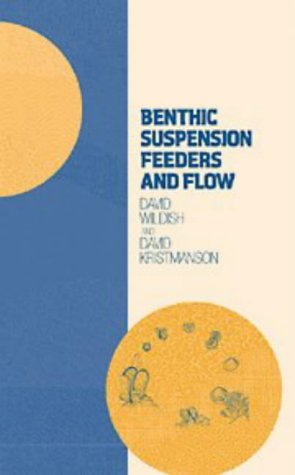 BENTHIC
SUSPENSION
FEEDERS
AND FLOW
DAVID
WILDISH
AND
DAVID
KRISTMANSON